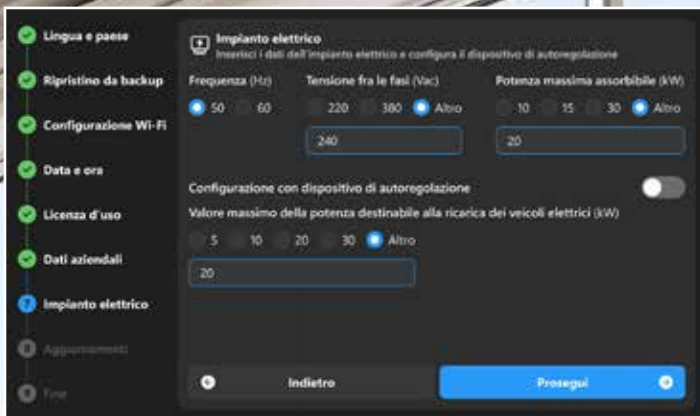 Lingua e paese
Ripristino da backup
Configurazione Wi-Fi
Data e ora
Licenza d'uso
Dati aziendali
7 Impianto elettrico
8 Aggiornamenti
9 Fine
Impianto elettrico
Inserisci i dati dell'impianto elettrico e configura il dispositivo di autoregolazione
Frequenza (Hz)
50 60
Tensione fra le fasi (Vac)
220 380 Altro
240
Potenza massima assorbibile (kW)
10 15 30 Altro
20
Configurazione con dispositivo di autoregolazione
Valore massimo della potenza destinabile alla ricarica dei veicoli elettrici (kW)
5 10 20 30 Altro
20
Indietro
Prosegui